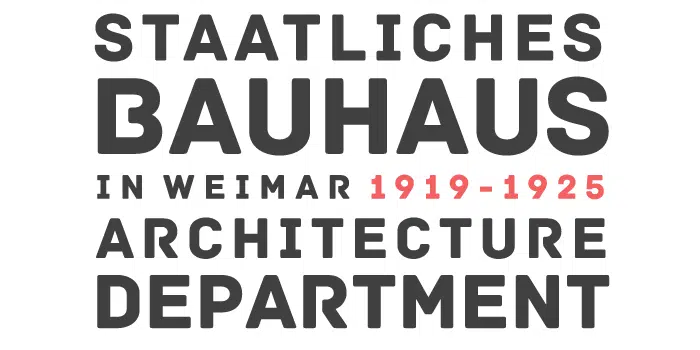 STAATLICHES
BAUHAUS
IN WEIMAR 1919-1925
ARCHITECTURE
DEPARTMENT